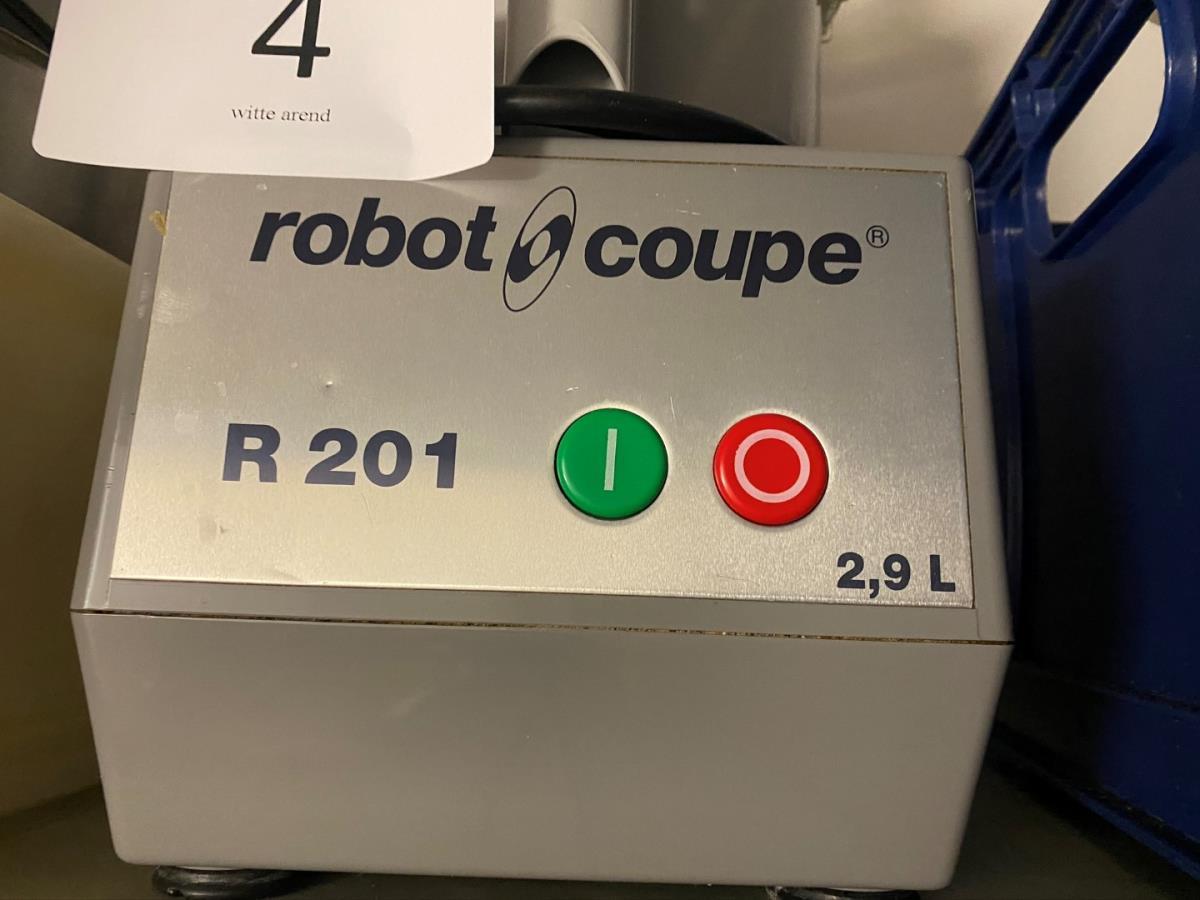 4
witte arend
robot coupe®
R 201
2,9 L